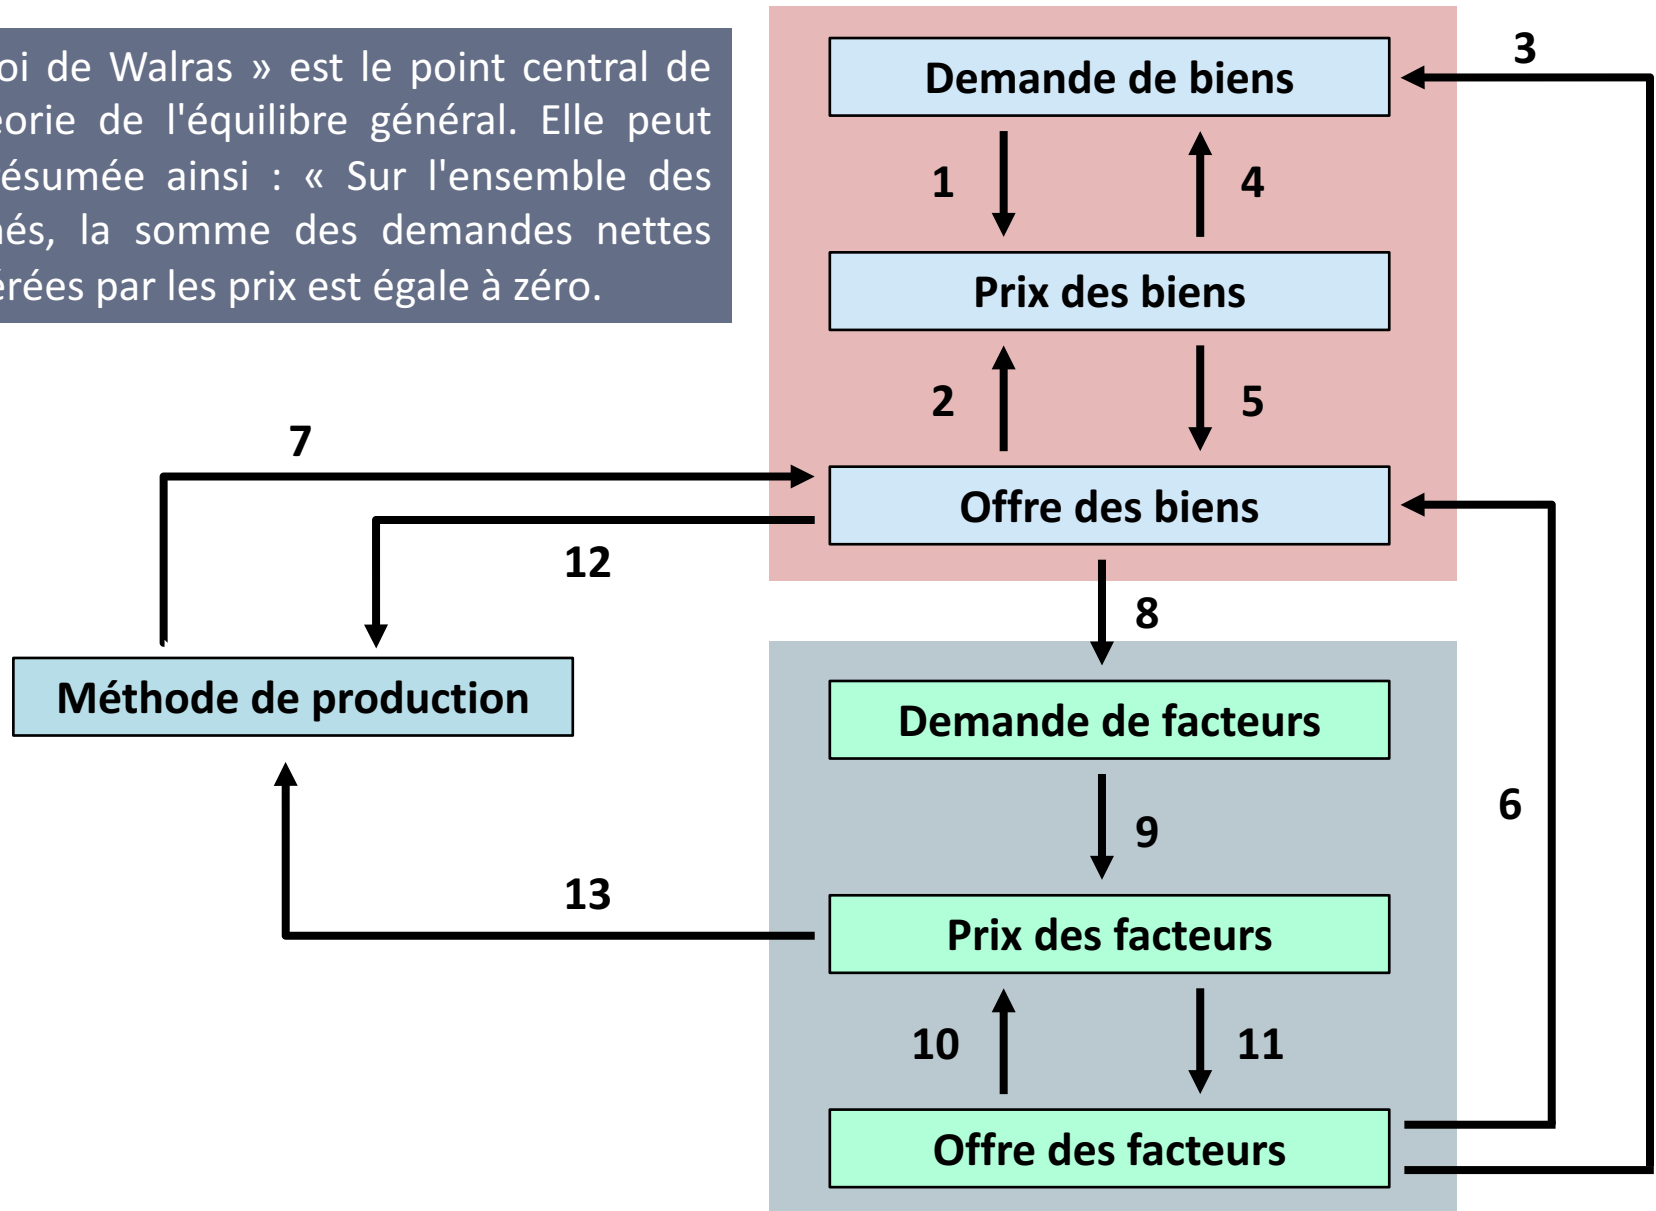 oi de Walras » est le point central de
éorie de l'équilibre général. Elle peut
résumée ainsi : « Sur l'ensemble des
nés, la somme des demandes nettes
érées par les prix est égale à zéro.
3
Demande de biens
1
4
Prix des biens
2
5
7
Offre des biens
12
8
Méthode de production
Demande de facteurs
6
9
13
Prix des facteurs
10
11
Offre des facteurs